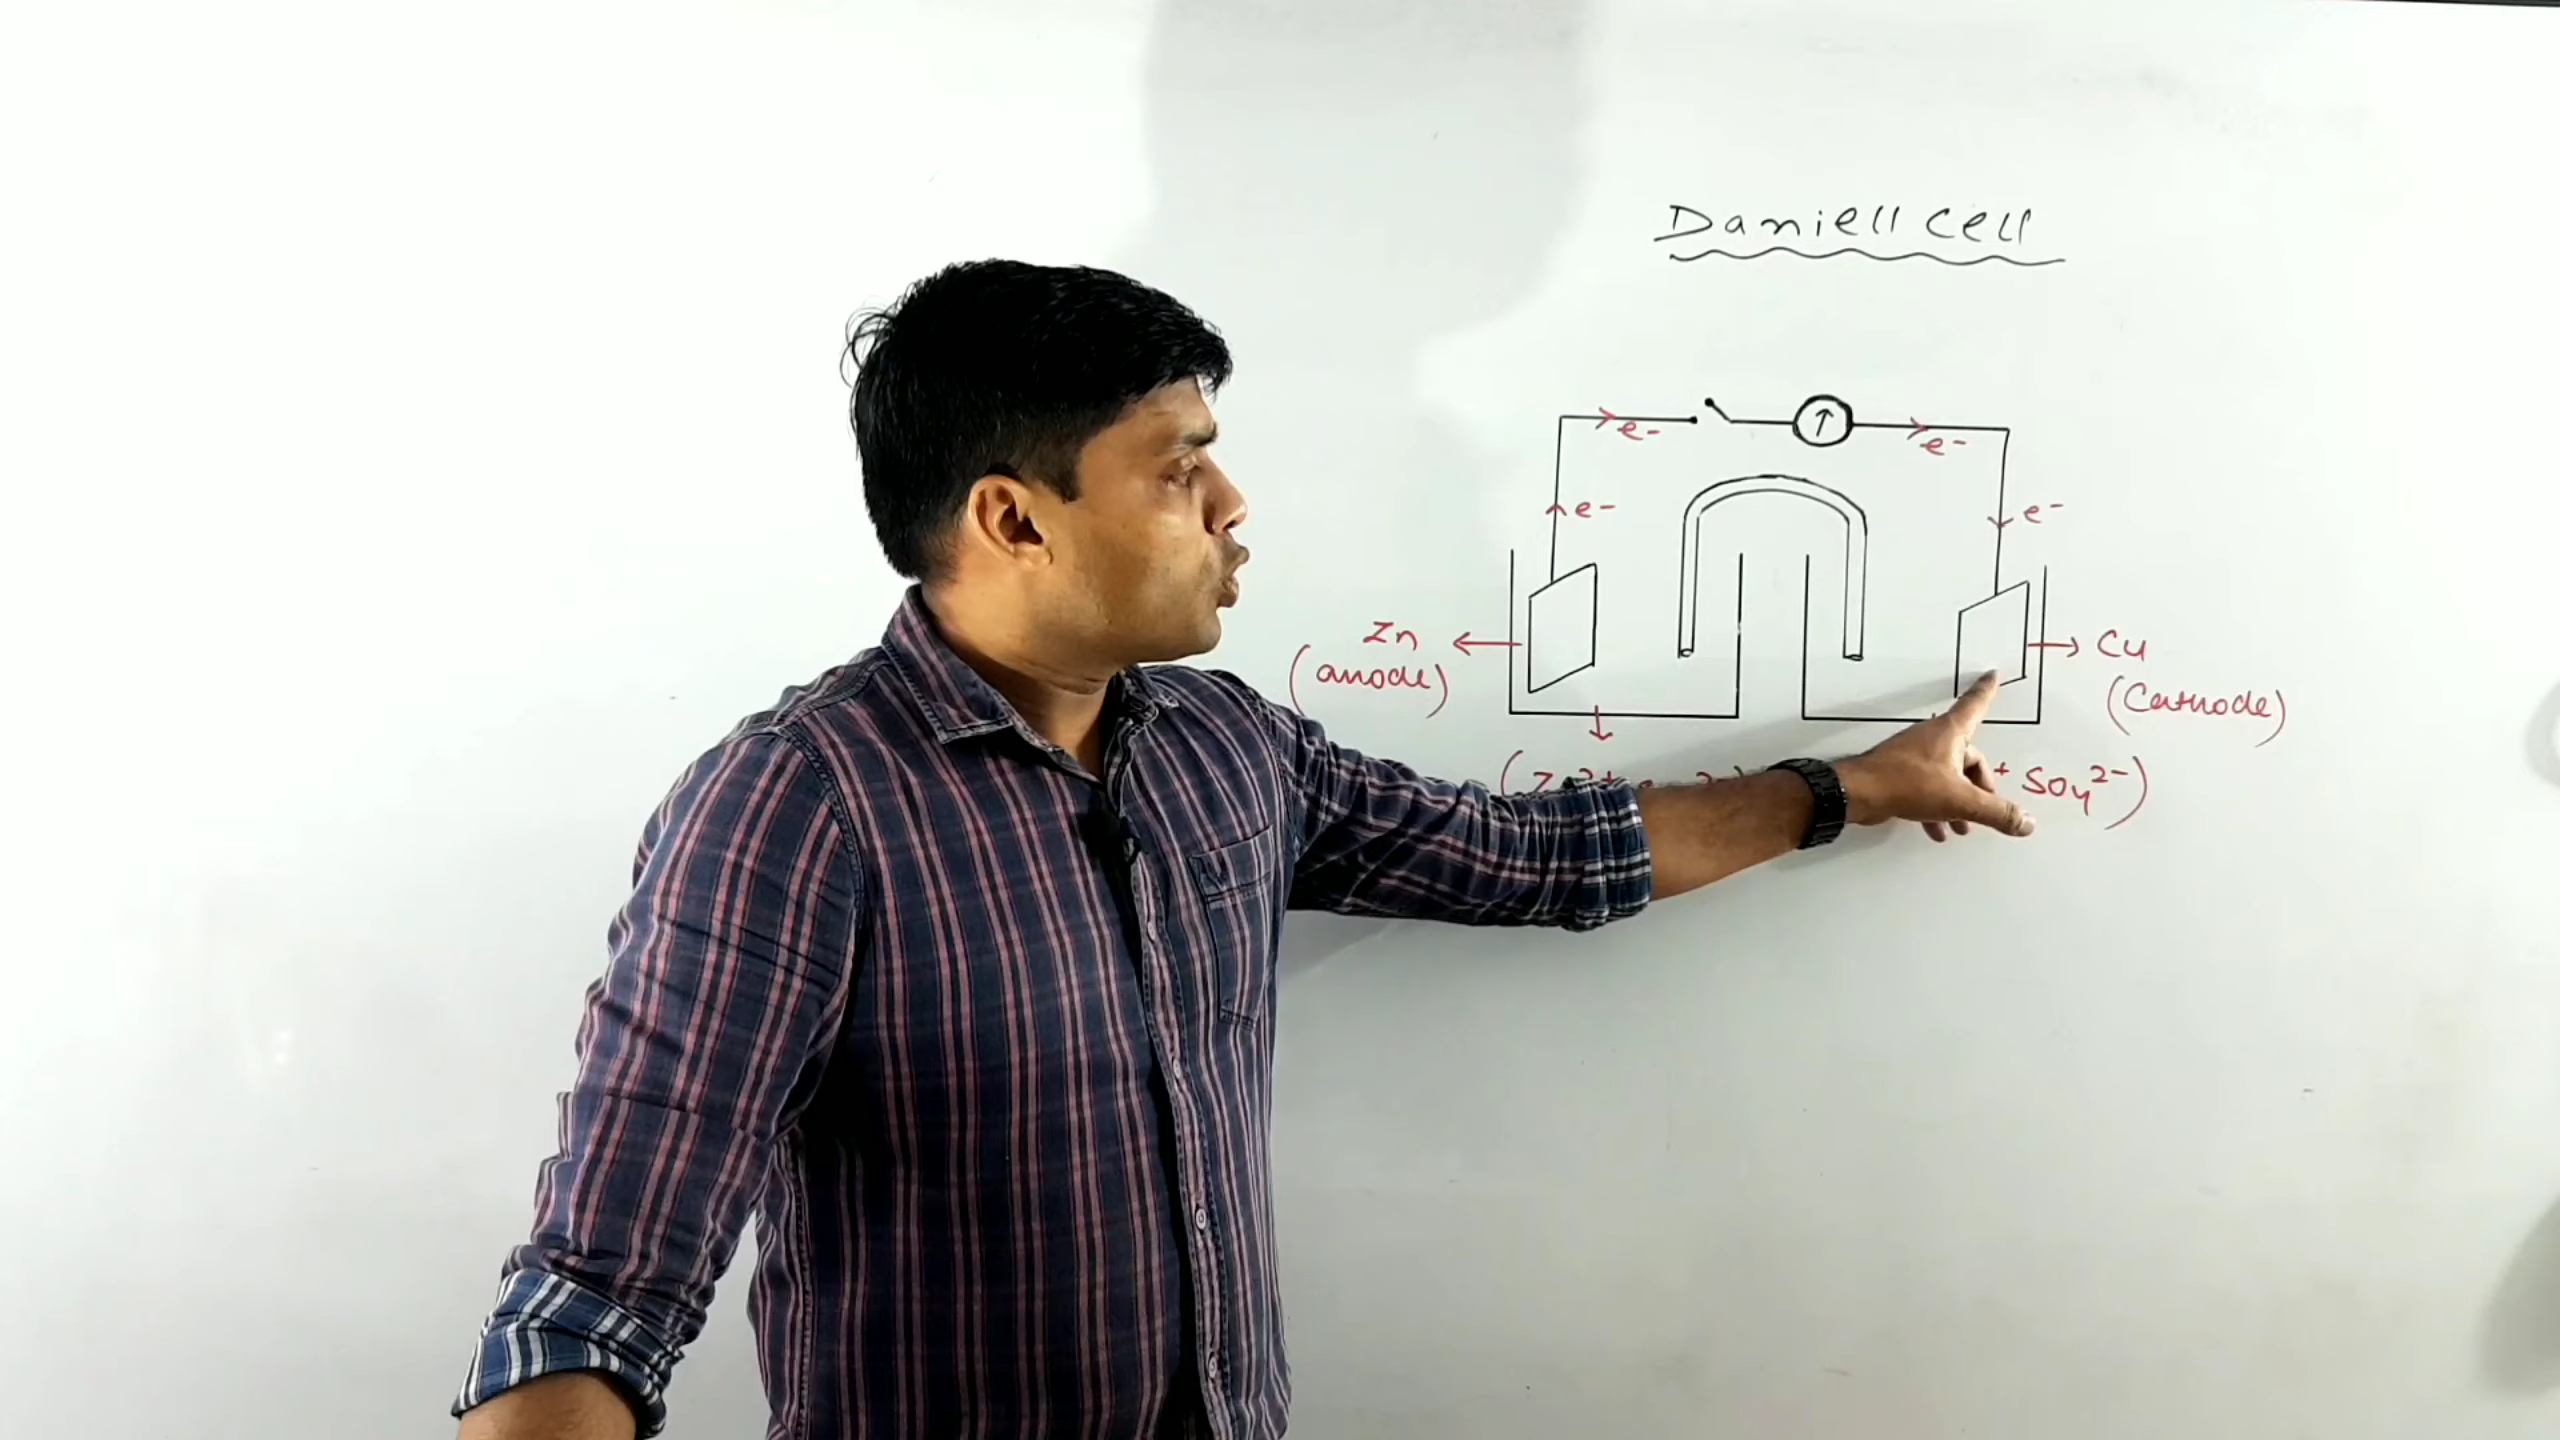 Daniell Cell
e- e-
e- e-
Zn Cu
(anode) (Cathode)
+ SO4 2-)